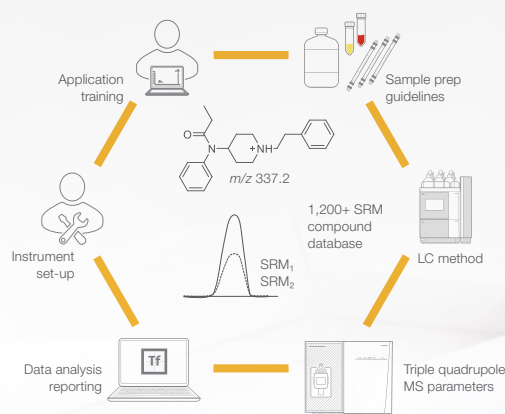 Application
training
Sample prep
guidelines
O
N
+
NH
m/z 337.2
1,200+ SRM
compound
database
LC method
Instrument
set-up
SRM₁
SRM₂
Data analysis
reporting
Tf
Triple quadrupole
MS parameters